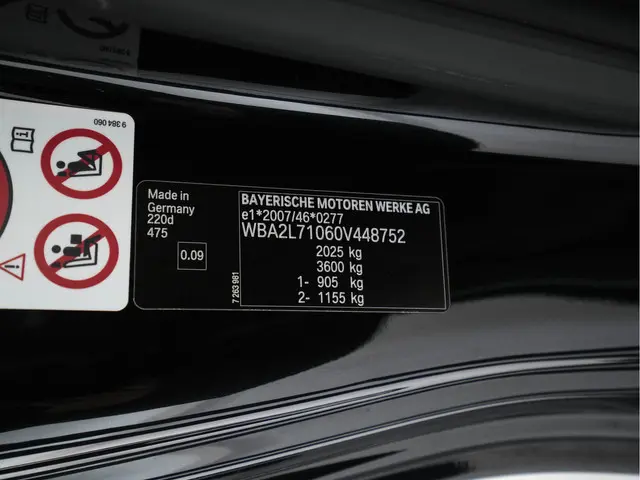 9 384 060
Made in
Germany
220d
475
0.09
7 263 981
BAYERISCHE MOTOREN WERKE AG
e1*2007/46*0277
WBA2L71060V448752
2025 kg
3600 kg
1- 905 kg
2- 1155 kg